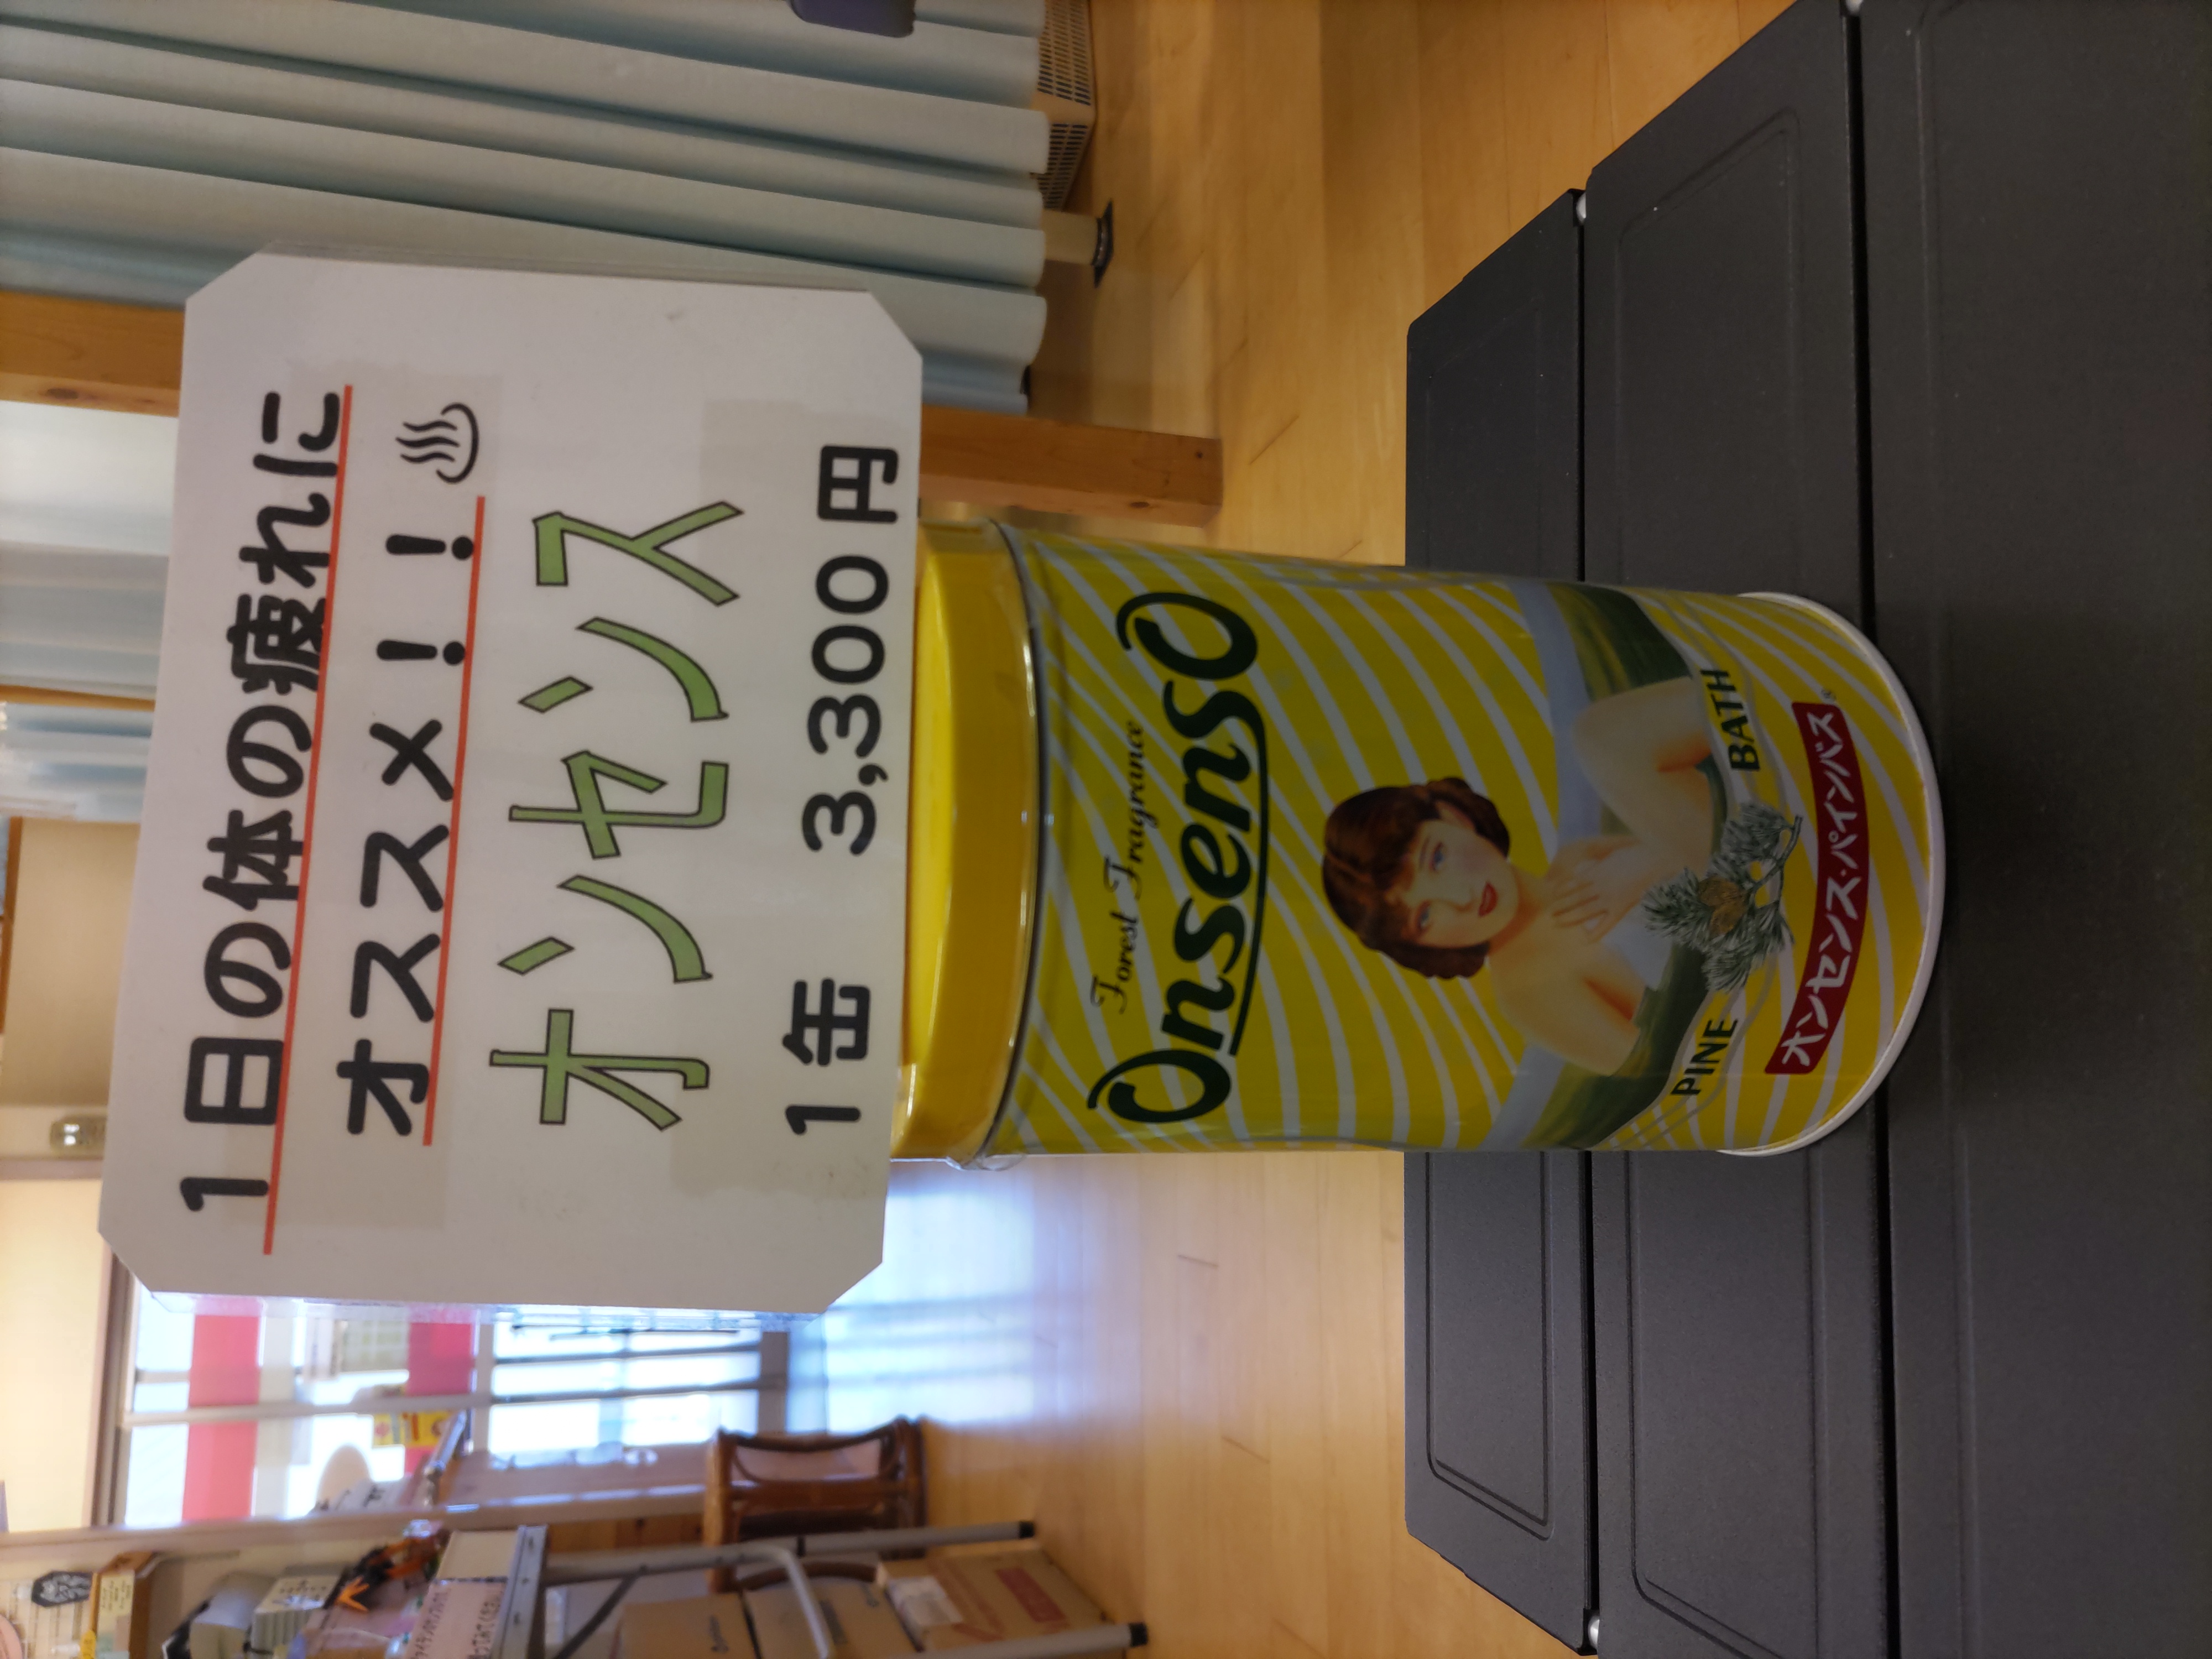 1日の体の疲れに
オススメ！！♨
オンセンス
1缶 3,300円
Forest Fragrance
OnsenS
PINE BATH
オンセンス・パインバス®